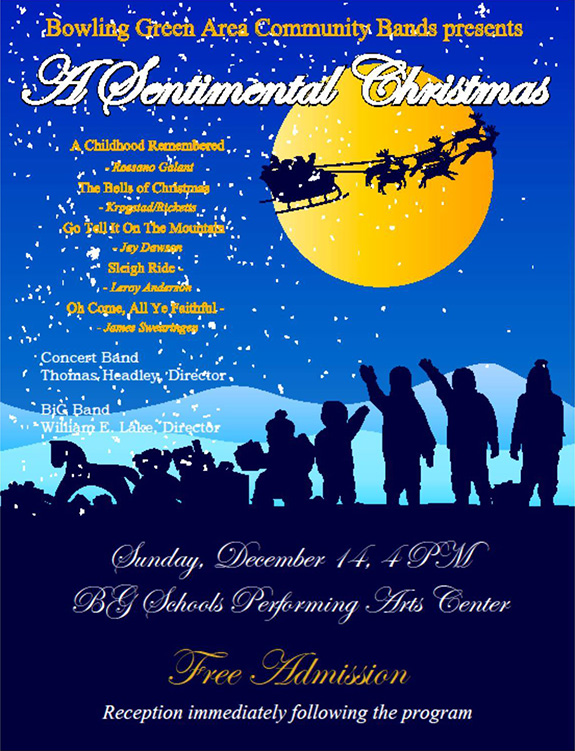 Bowling Green Area Community Bands presents
A Sentimental Christmas
A Childhood Remembered
- Rossano Galant
The Bells of Christmas
- Krogstad/Ricketts
Go Tell It On The Mountain
- Jay Dawson
Sleigh Ride -
- Leroy Anderson
Oh Come, All Ye Faithful -
- James Swearingen
Concert Band
Thomas Headley, Director
BiG Band
William E. Lake, Director
Sunday, December 14, 4 PM
BG Schools Performing Arts Center
Free Admission
Reception immediately following the program